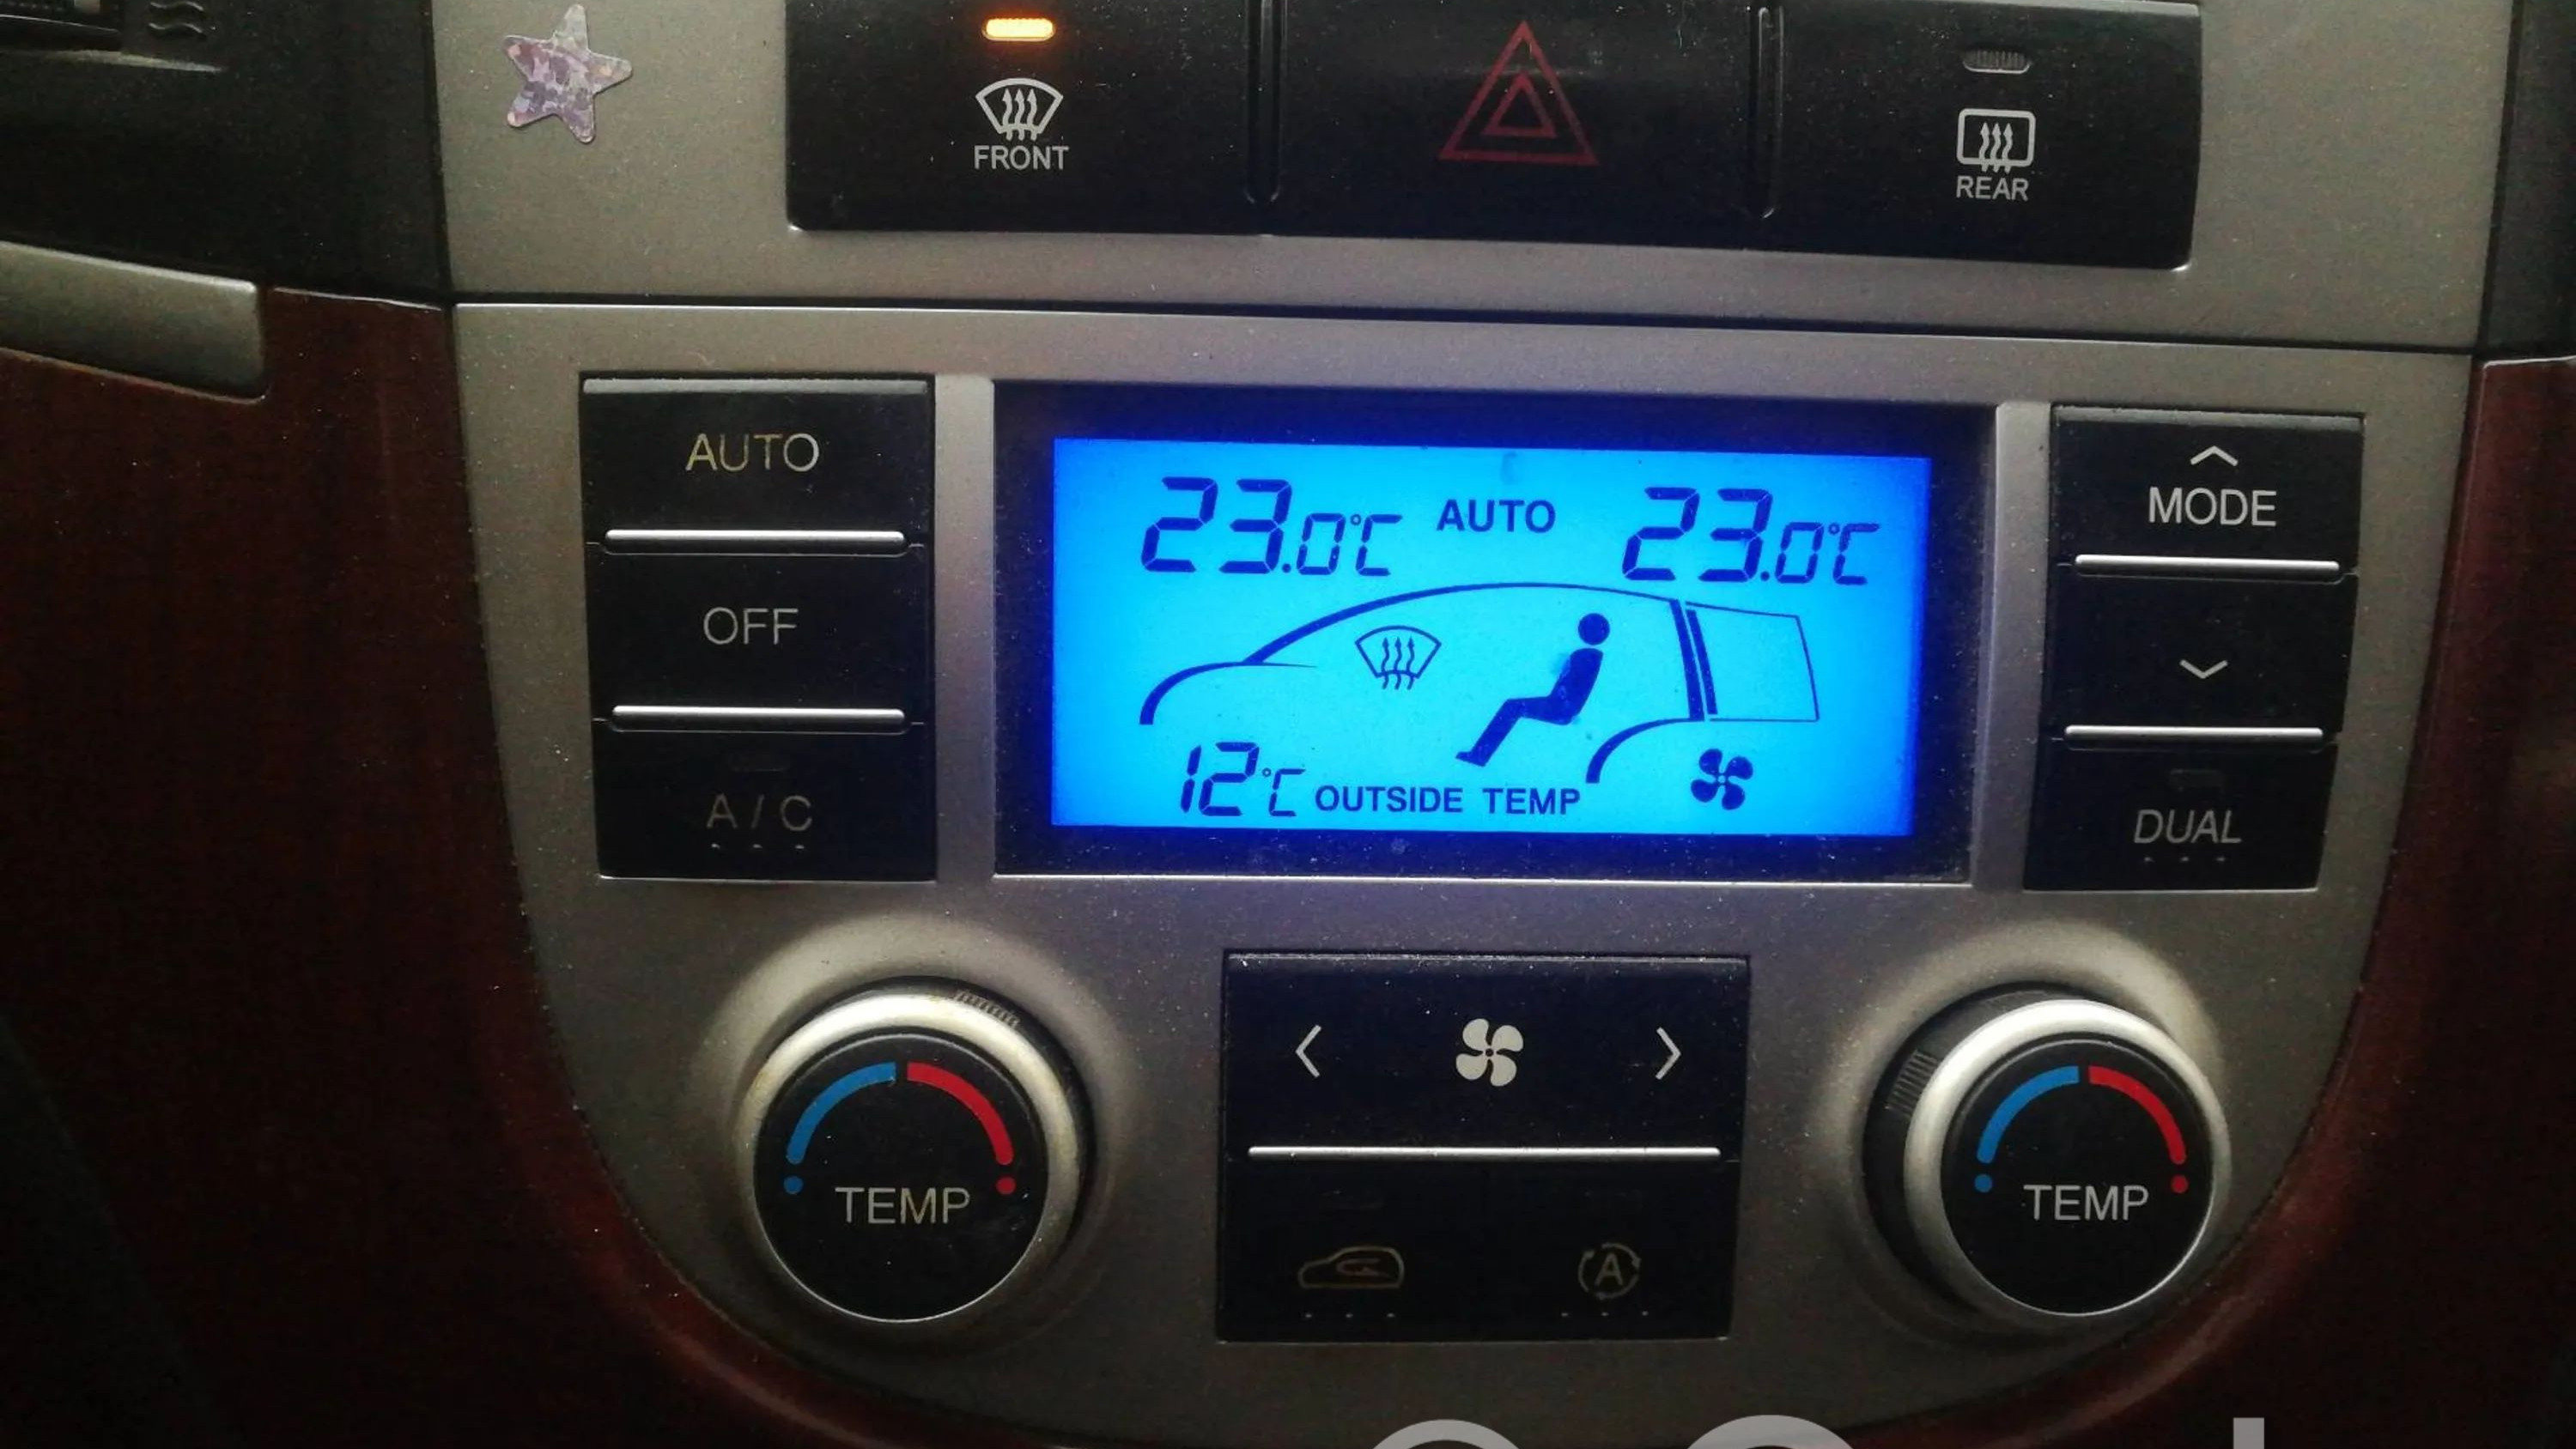 FRONT
REAR
AUTO
OFF
A/C
23.0°C AUTO 23.0°C
12°C OUTSIDE TEMP
MODE
DUAL
TEMP
A
TEMP